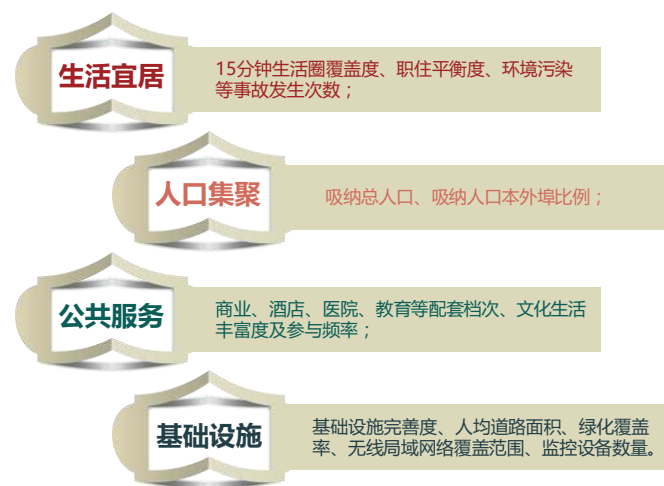 生活宜居
15分钟生活圈覆盖度、职住平衡度、环境污染
等事故发生次数；
人口集聚
吸纳总人口、吸纳人口本外埠比例；
公共服务
商业、酒店、医院、教育等配套档次、文化生活
丰富度及参与频率；
基础设施
基础设施完善度、人均道路面积、绿化覆盖
率、无线局域网络覆盖范围、监控设备数量。